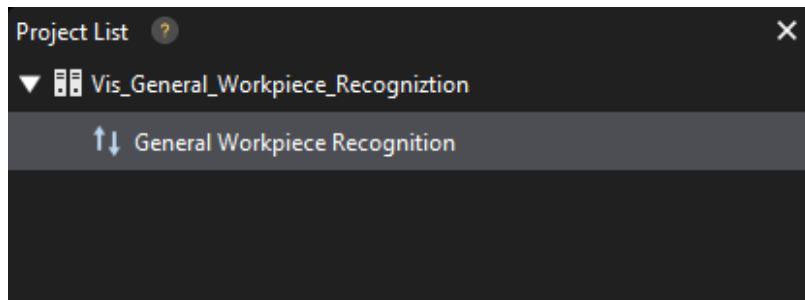 Project List ?
Vis_General_Workpiece_Recogniztion
General Workpiece Recognition